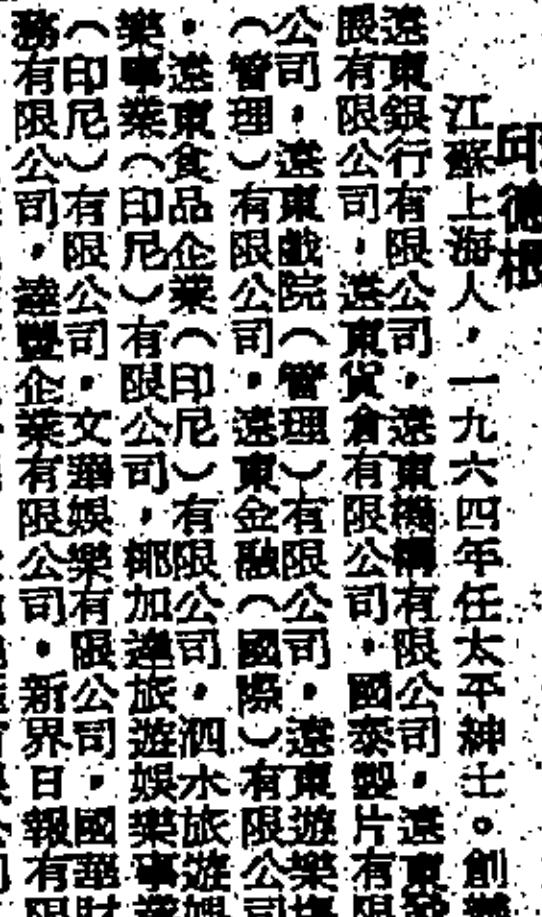 邱德根
江蘇上海人，一九六四年任太平紳士。創辦
遠東銀行有限公司，遠東機構有限公司，遠東發
展有限公司，遠東貨倉有限公司，國泰製片有限
公司，遠東戲院（管理）有限公司，遠東遊樂場
（管理）有限公司，遠東金融（國際）有限公司
，遠東食品企業（印尼）有限公司，泗水旅遊娛
樂事業（印尼）有限公司，椰加達旅遊娛樂事業
（印尼）有限公司，文華娛樂有限公司，國華財
務有限公司，達豐企業有限公司，新界日報有限